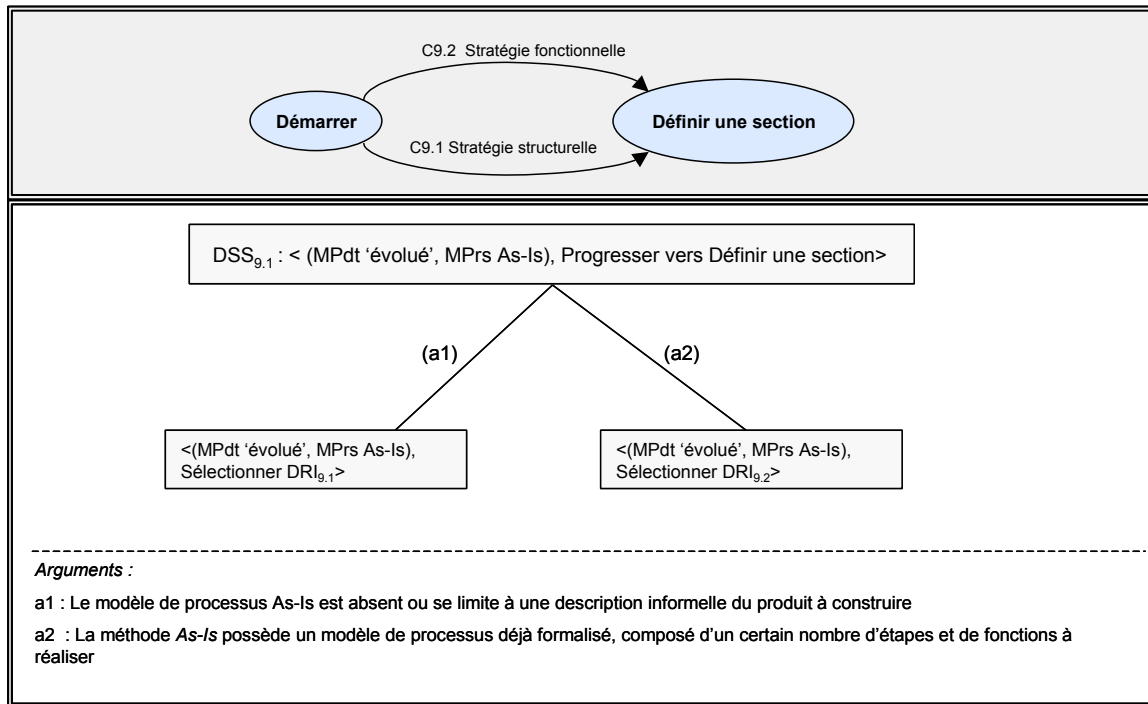 C9.2 Stratégie fonctionnelle
Démarrer
Définir une section
C9.1 Stratégie structurelle
DSS9.1 : < (MPdt ‘évolué’, MPrs As-Is), Progresser vers Définir une section>
(a1)
(a2)
<(MPdt ‘évolué’, MPrs As-Is),
Sélectionner DRI9.1>
<(MPdt ‘évolué’, MPrs As-Is),
Sélectionner DRI9.2>
Arguments :
a1 : Le modèle de processus As-Is est absent ou se limite à une description informelle du produit à construire
a2 : La méthode As-Is possède un modèle de processus déjà formalisé, composé d’un certain nombre d’étapes et de fonctions à
réaliser